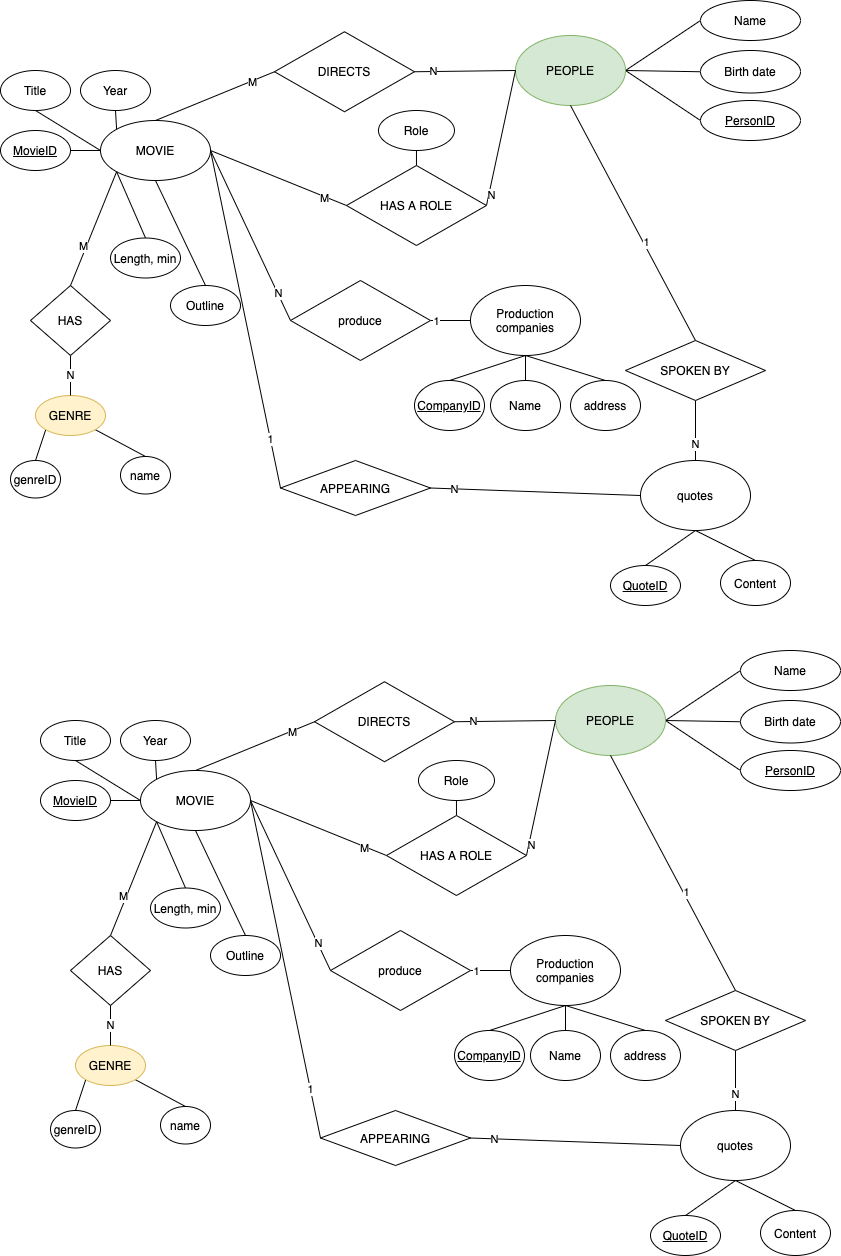 Name
DIRECTS
N
PEOPLE
M
Birth date
Title
Year
PersonID
Role
MovieID
MOVIE
M
HAS A ROLE
N
M
1
Length, min
N
Outline
HAS
produce
1
Production
companies
SPOKEN BY
N
CompanyID
Name
address
GENRE
1
N
genreID
name
APPEARING
N
quotes
QuoteID
Content
Name
DIRECTS
N
PEOPLE
M
Birth date
Title
Year
PersonID
Role
MovieID
MOVIE
M
HAS A ROLE
N
M
1
Length, min
N
Outline
HAS
produce
1
Production
companies
SPOKEN BY
N
CompanyID
Name
address
GENRE
1
N
genreID
name
APPEARING
N
quotes
QuoteID
Content